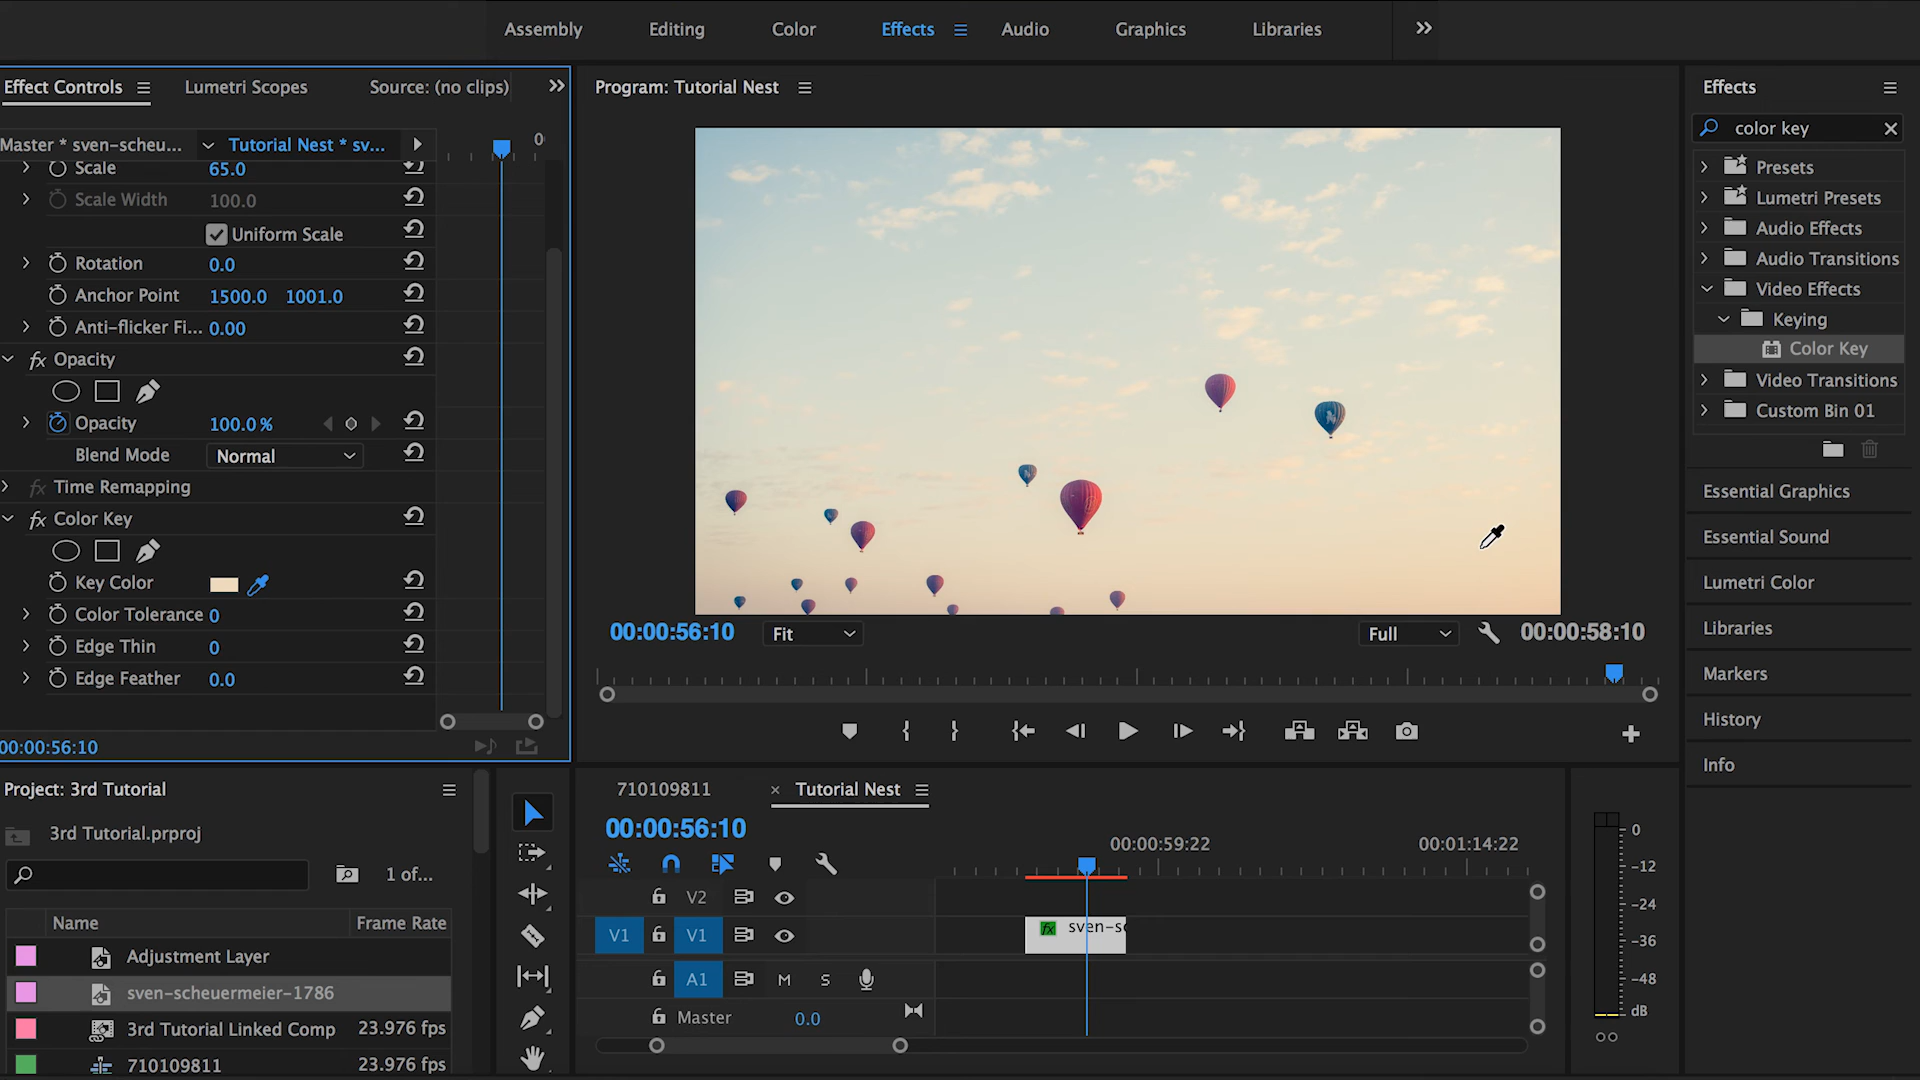 Assembly Editing Color Effects Audio Graphics Libraries
Effect Controls Lumetri Scopes Source: (no clips)
Master * sven-scheu... Tutorial Nest * sv...
Scale 65.0
Scale Width 100.0
Uniform Scale
Rotation 0.0
Anchor Point 1500.0 1001.0
Anti-flicker Fi... 0.00
fx Opacity
Opacity 100.0 %
Blend Mode Normal
fx Time Remapping
fx Color Key
Key Color
Color Tolerance 0
Edge Thin 0
Edge Feather 0.0
00:00:56:10
Program: Tutorial Nest
00:00:56:10 Fit Full 00:00:58:10
Effects
color key
Presets
Lumetri Presets
Audio Effects
Audio Transitions
Video Effects
Keying
Color Key
Video Transitions
Custom Bin 01
Essential Graphics
Essential Sound
Lumetri Color
Libraries
Markers
History
Info
Project: 3rd Tutorial
3rd Tutorial.prproj
1 of...
Name Frame Rate
Adjustment Layer
sven-scheuermeier-1786
3rd Tutorial Linked Comp 23.976 fps
710109811 23.976 fps
710109811 × Tutorial Nest
00:00:56:10
00:00:59:22 00:01:14:22
V2
V1 V1 fx sven-sc
A1 M S
Master 0.0
0
-12
-24
-36
-48
dB